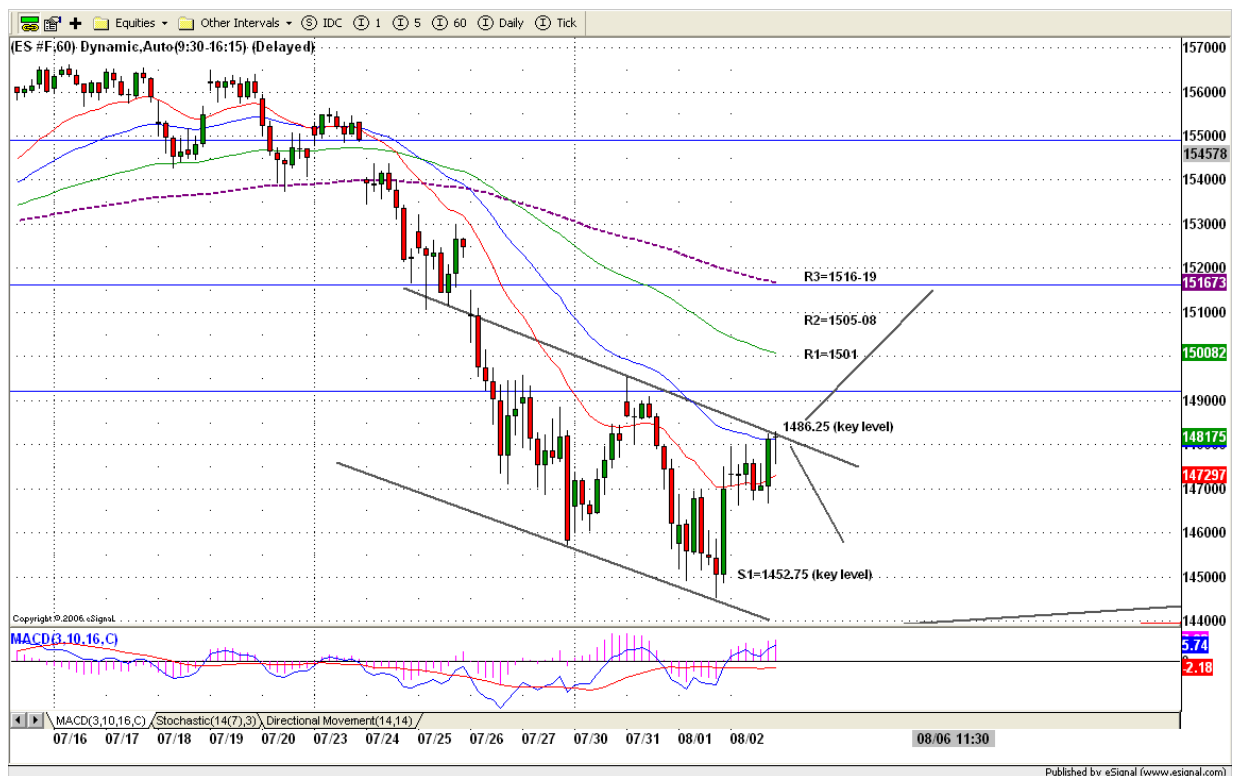 Equities Other Intervals S IDC I 1 I 5 I 60 I Daily I Tick
(ES #F,60) Dynamic,Auto(9:30-16:15) (Delayed)
157000
156000
155000
154578
154000
153000
152000
R3=1516-19
151673
R2=1505-08
151000
R1=1501
150082
149000
1486.25 (key level)
148175
147297
147000
146000
S1=1452.75 (key level)
145000
Copyright © 2006 eSignal.
144000
MACD(3,10,16,C)
5.74
-2.18
MACD(3,10,16,C) Stochastic(14(7),3) Directional Movement(14,14)
07/16 07/17 07/18 07/19 07/20 07/23 07/24 07/25 07/26 07/27 07/30 07/31 08/01 08/02 08/06 11:30
Published by eSignal (www.esignal.com)